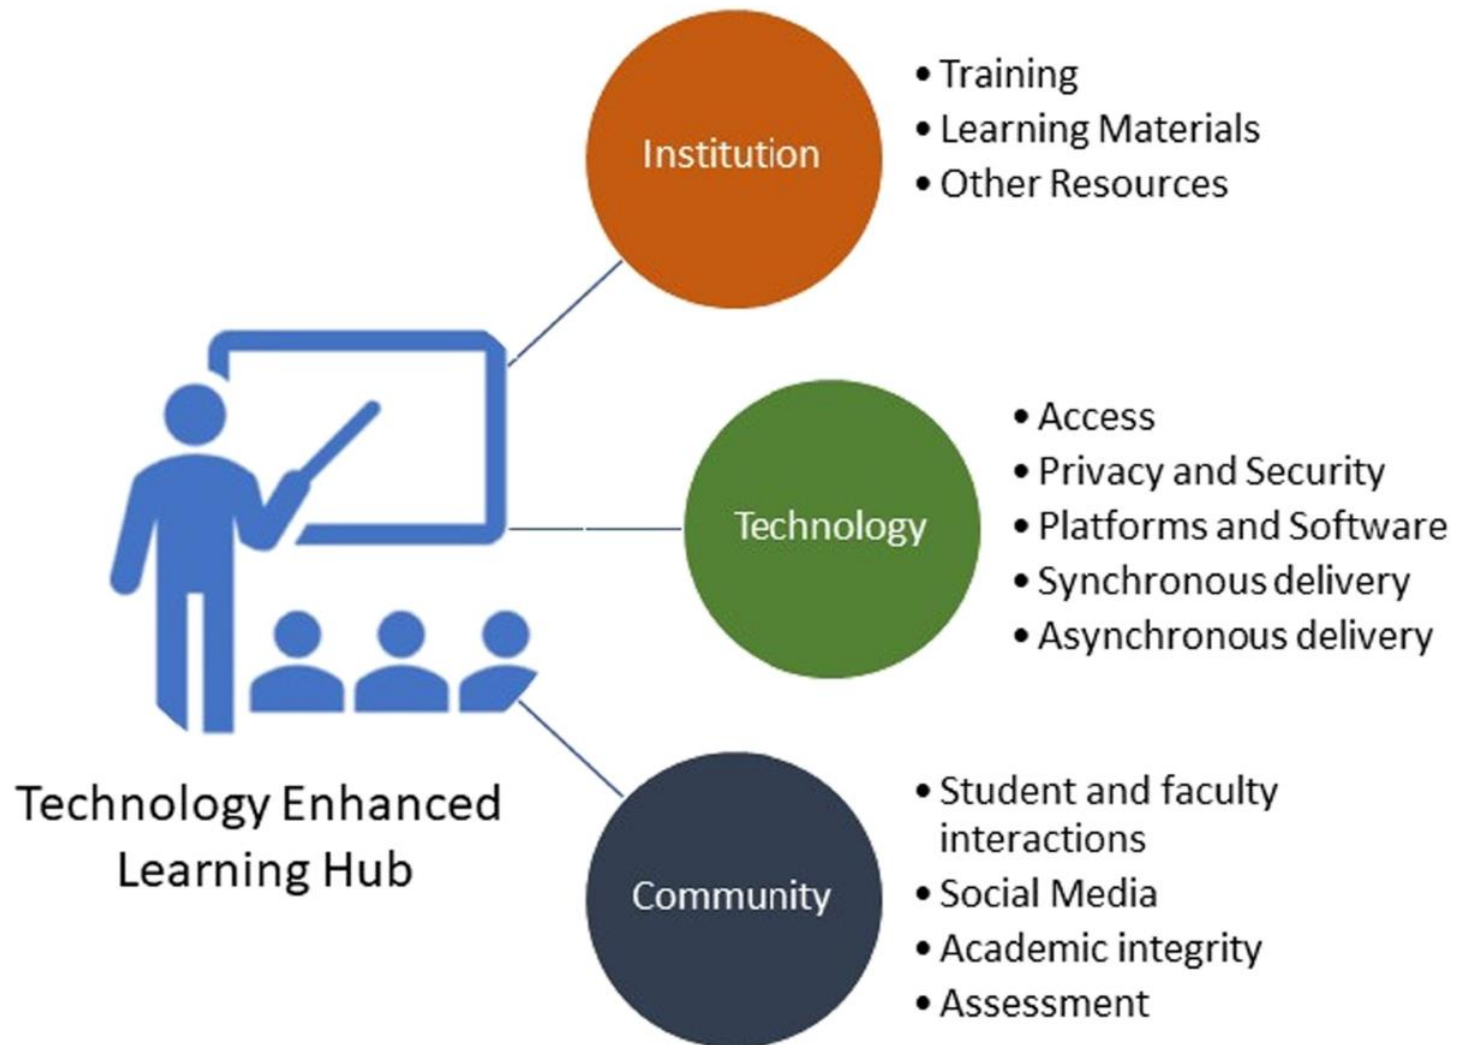 Institution
• Training
• Learning Materials
• Other Resources
Technology
• Access
• Privacy and Security
• Platforms and Software
• Synchronous delivery
• Asynchronous delivery
Technology Enhanced
Learning Hub
Community
• Student and faculty
interactions
• Social Media
• Academic integrity
• Assessment